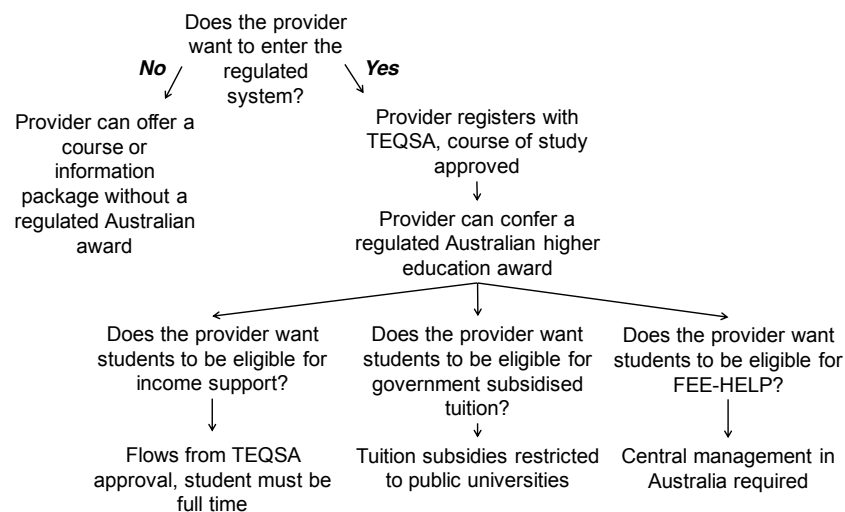 Does the provider
want to enter the
regulated
system?
No
Yes
Provider can offer a
course or
information
package without a
regulated Australian
award
Provider registers with
TEQSA, course of study
approved
Provider can confer a
regulated Australian higher
education award
Does the provider want
students to be eligible for
income support?
Does the provider want
students to be eligible for
government subsidised
tuition?
Does the provider want
students to be eligible for
FEE-HELP?
Flows from TEQSA
approval, student must be
full time
Tuition subsidies restricted
to public universities
Central management in
Australia required